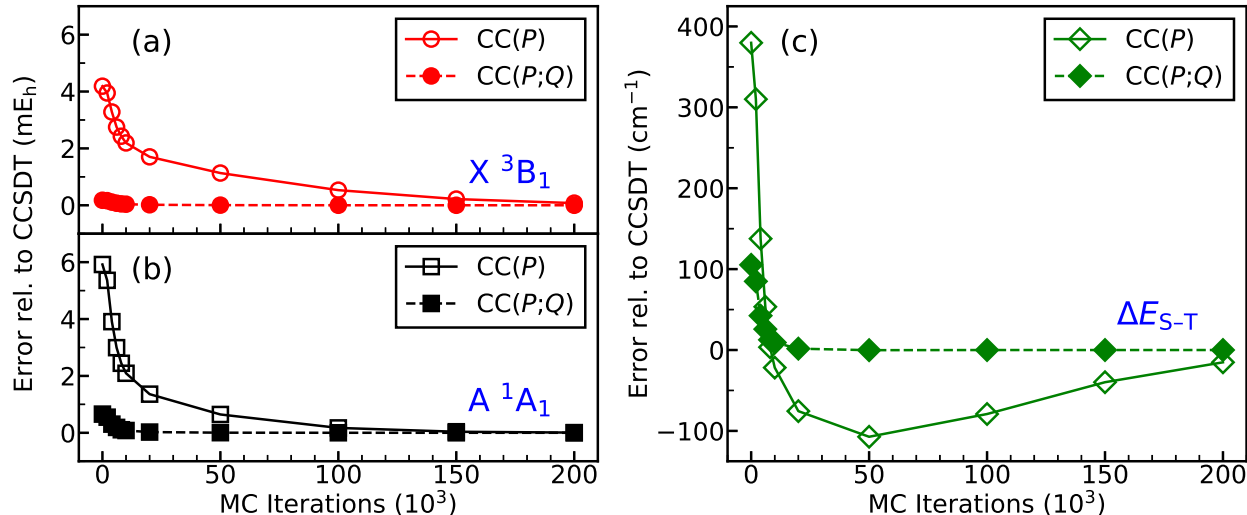 Error rel. to CCSDT (mEₕ)
6
4
2
0
(a)
CC(P)
CC(P;Q)
X ³B₁
6
4
2
0
(b)
CC(P)
CC(P;Q)
A ¹A₁
0 50 100 150 200
MC Iterations (10³)
Error rel. to CCSDT (cm⁻¹)
400
300
200
100
0
−100
(c)
CC(P)
CC(P;Q)
ΔE_S–T
0 50 100 150 200
MC Iterations (10³)